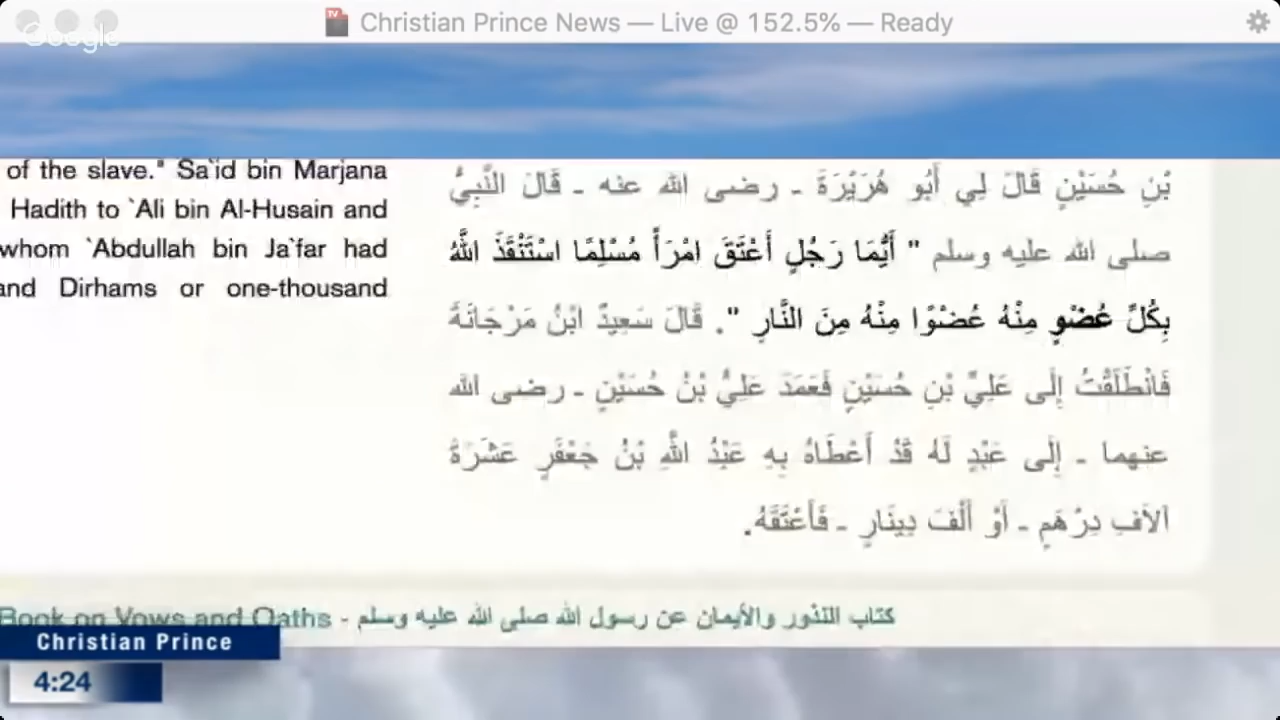 Google
Christian Prince News — Live @ 152.5% — Ready
of the slave." Sa`id bin Marjana
Hadith to `Ali bin Al-Husain and
whom `Abdullah bin Ja`far had
and Dirhams or one-thousand
بْنِ حُسَيْنٍ قَالَ لِي أَبُو هُرَيْرَةَ ـ رضى الله عنه ـ قَالَ النَّبِيُّ
صلى الله عليه وسلم " أَيُّمَا رَجُلٍ أَعْتَقَ امْرَأً مُسْلِمًا اسْتَنْقَذَ اللَّهُ
بِكُلِّ عُضْوٍ مِنْهُ عُضْوًا مِنْهُ مِنَ النَّارِ ". قَالَ سَعِيدٌ ابْنُ مَرْجَانَةَ
فَانْطَلَقْتُ إِلَى عَلِيِّ بْنِ حُسَيْنٍ فَعَمَدَ عَلِيُّ بْنُ حُسَيْنٍ ـ رضى الله
عنهما ـ إِلَى عَبْدٍ لَهُ قَدْ أَعْطَاهُ بِهِ عَبْدُ اللَّهِ بْنُ جَعْفَرٍ عَشَرَةَ
آلاَفِ دِرْهَمٍ ـ أَوْ أَلْفَ دِينَارٍ ـ فَأَعْتَقَهُ.
Book on Vows and Oaths - كتاب النذور والأيمان عن رسول الله صلى الله عليه وسلم
Christian Prince
4:24